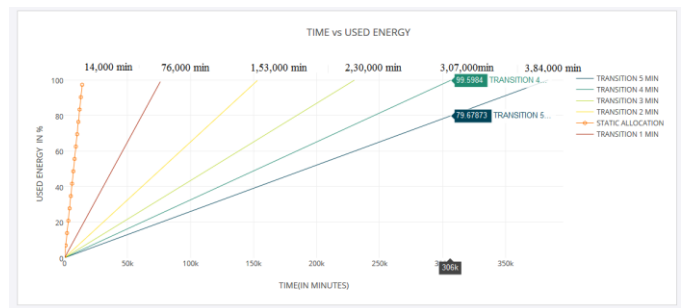 TIME vs USED ENERGY
14,000 min 76,000 min 1,53,000 min 2,30,000 min 3,07,000min 3,84,000 min
100
80
60
40
20
0
USED ENERGY IN %
99.5984 TRANSITION 4...
79.67873 TRANSITION 5...
TRANSITION 5 MIN
TRANSITION 4 MIN
TRANSITION 3 MIN
TRANSITION 2 MIN
STATIC ALLOCATION
TRANSITION 1 MIN
0 50k 100k 150k 200k 250k 350k
306k
TIME(IN MINUTES)